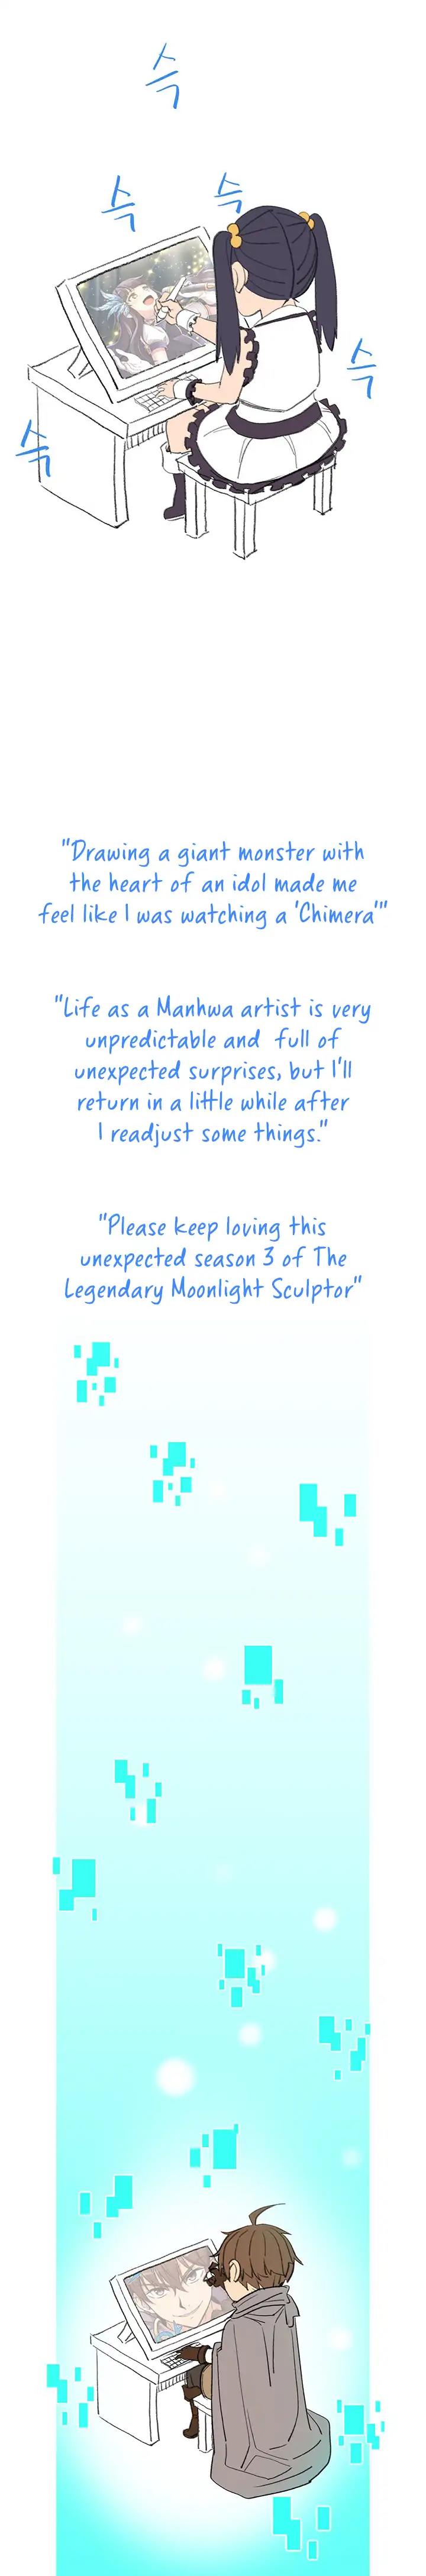 슥
슥
슥
슥
슥
"Drawing a giant monster with
the heart of an idol made me
feel like I was watching a 'Chimera'"
"Life as a Manhwa artist is very
unpredictable and full of
unexpected surprises, but I'll
return in a little while after
I readjust some things."
"Please keep loving this
unexpected season 3 of The
Legendary Moonlight Sculptor"